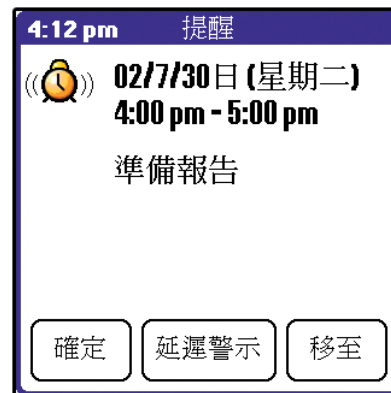 4:12 pm 提醒
02/7/30日 (星期二)
4:00 pm - 5:00 pm
準備報告
確定 延遲警示 移至